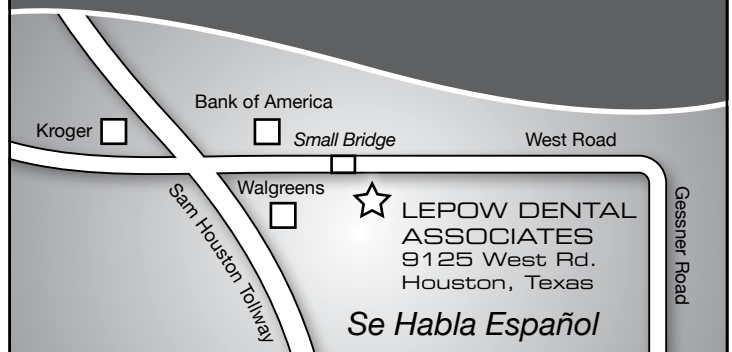 Bank of America
Kroger
Small Bridge
West Road
Walgreens
Sam Houston Tollway
LEPOW DENTAL
ASSOCIATES
9125 West Rd.
Houston, Texas
Gessner Road
Se Habla Español